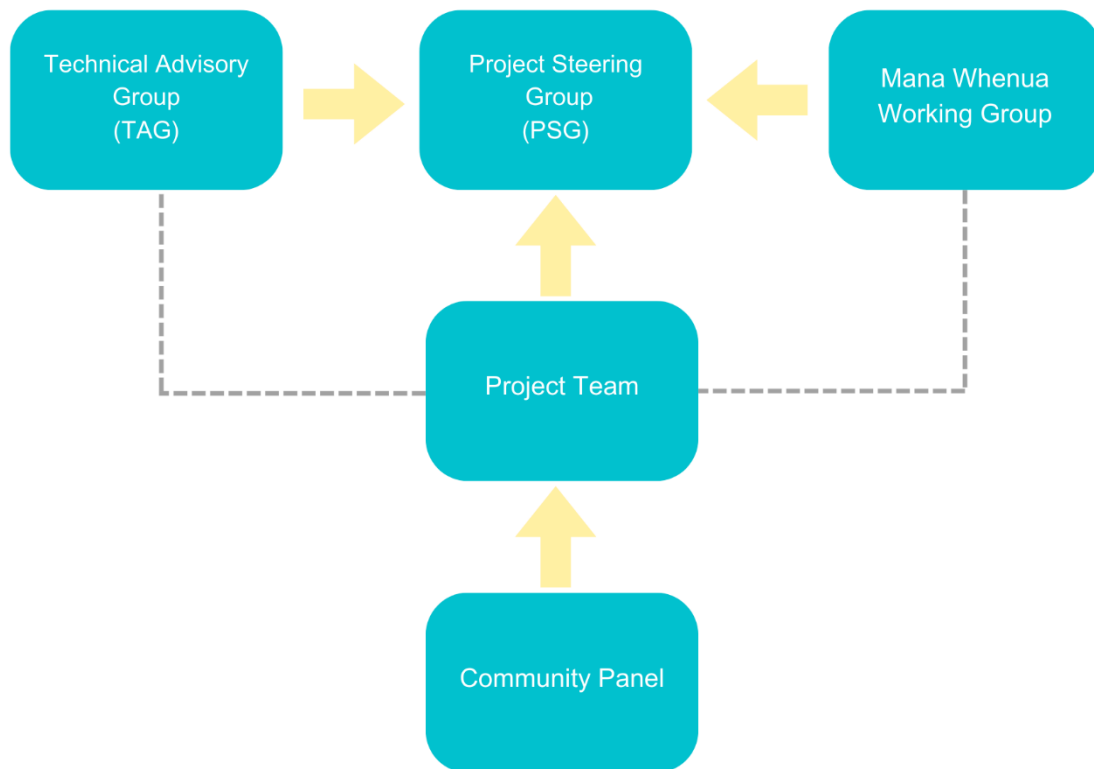 Technical Advisory
Group
(TAG)
Project Steering
Group
(PSG)
Mana Whenua
Working Group
Project Team
Community Panel